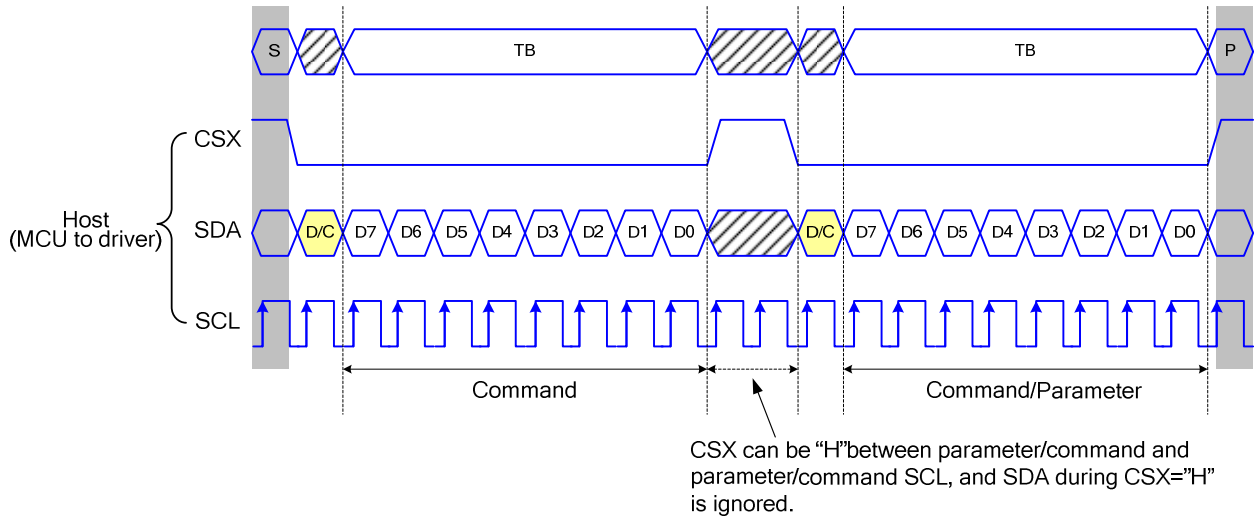 S TB TB P
CSX
Host
(MCU to driver)
SDA D/C D7 D6 D5 D4 D3 D2 D1 D0 D/C D7 D6 D5 D4 D3 D2 D1 D0
SCL
Command Command/Parameter
CSX can be “H”between parameter/command and
parameter/command SCL, and SDA during CSX=”H”
is ignored.